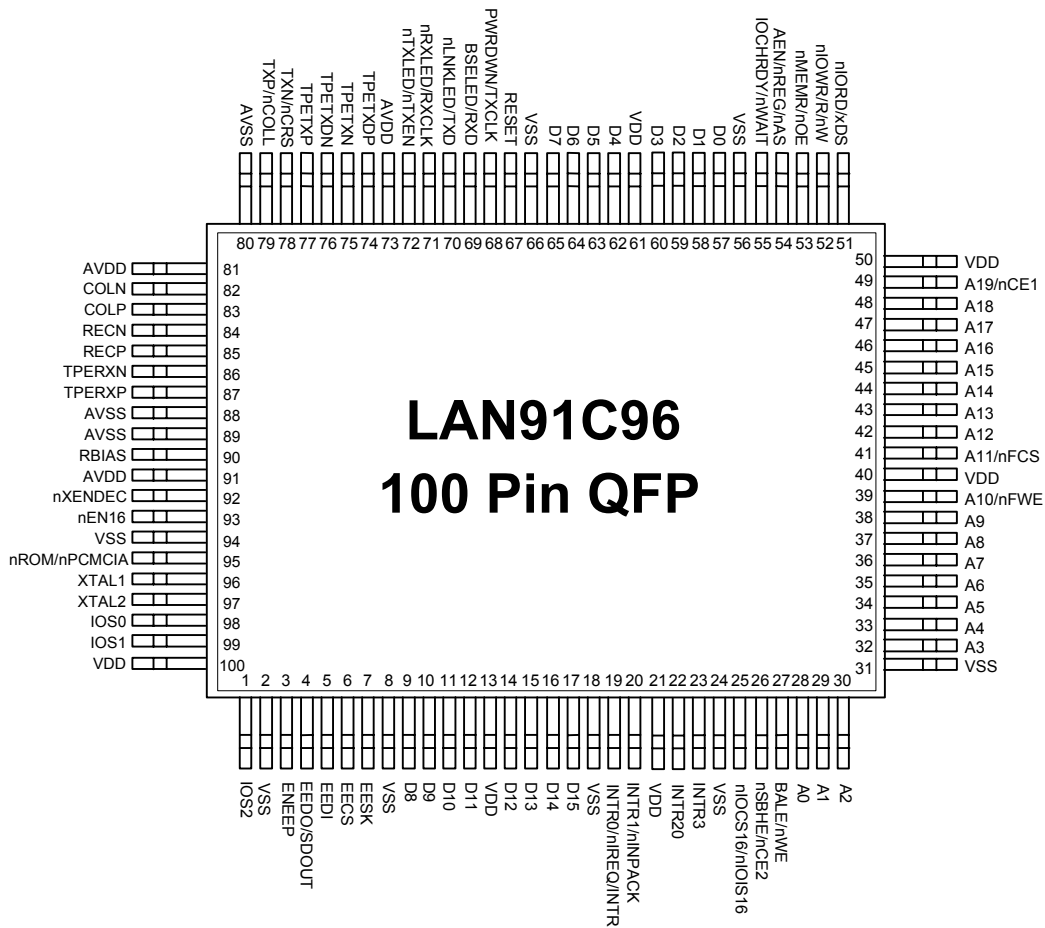 AVSS
TXP/nCOLL
TXN/nCRS
TPETXP
TPETXDN
TPETXN
TPETXDP
AVDD
nTXLED/nTXEN
nRXLED/RXCLK
nLNKLED/TXD
BSELED/RXD
PWRDWN/TXCLK
RESET
VSS
D7
D6
D5
D4
VDD
D3
D2
D1
D0
VSS
IOCHRDY/nWAIT
AEN/nREG/nAS
nMEMR/nOE
nIOWR/R/nW
nIORD/xDS
80 79 78 77 76 75 74 73 72 71 70 69 68 67 66 65 64 63 62 61 60 59 58 57 56 55 54 53 52 51
AVDD 81
COLN 82
COLP 83
RECN 84
RECP 85
TPERXN 86
TPERXP 87
AVSS 88
AVSS 89
RBIAS 90
AVDD 91
nXENDEC 92
nEN16 93
VSS 94
nROM/nPCMCIA 95
XTAL1 96
XTAL2 97
IOS0 98
IOS1 99
VDD 100
LAN91C96
100 Pin QFP
50 VDD
49 A19/nCE1
48 A18
47 A17
46 A16
45 A15
44 A14
43 A13
42 A12
41 A11/nFCS
40 VDD
39 A10/nFWE
38 A9
37 A8
36 A7
35 A6
34 A5
33 A4
32 A3
31 VSS
1 2 3 4 5 6 7 8 9 10 11 12 13 14 15 16 17 18 19 20 21 22 23 24 25 26 27 28 29 30
IOS2
VSS
ENEEP
EEDO/SDOUT
EEDI
EECS
EESK
VSS
D8
D9
D10
D11
VDD
D12
D13
D14
D15
VSS
INTR0/nIREQ/INTR
INTR1/nINPACK
VDD
INTR20
INTR3
VSS
nIOCS16/nIOIS16
nSBHE/nCE2
BALE/nWE
A0
A1
A2